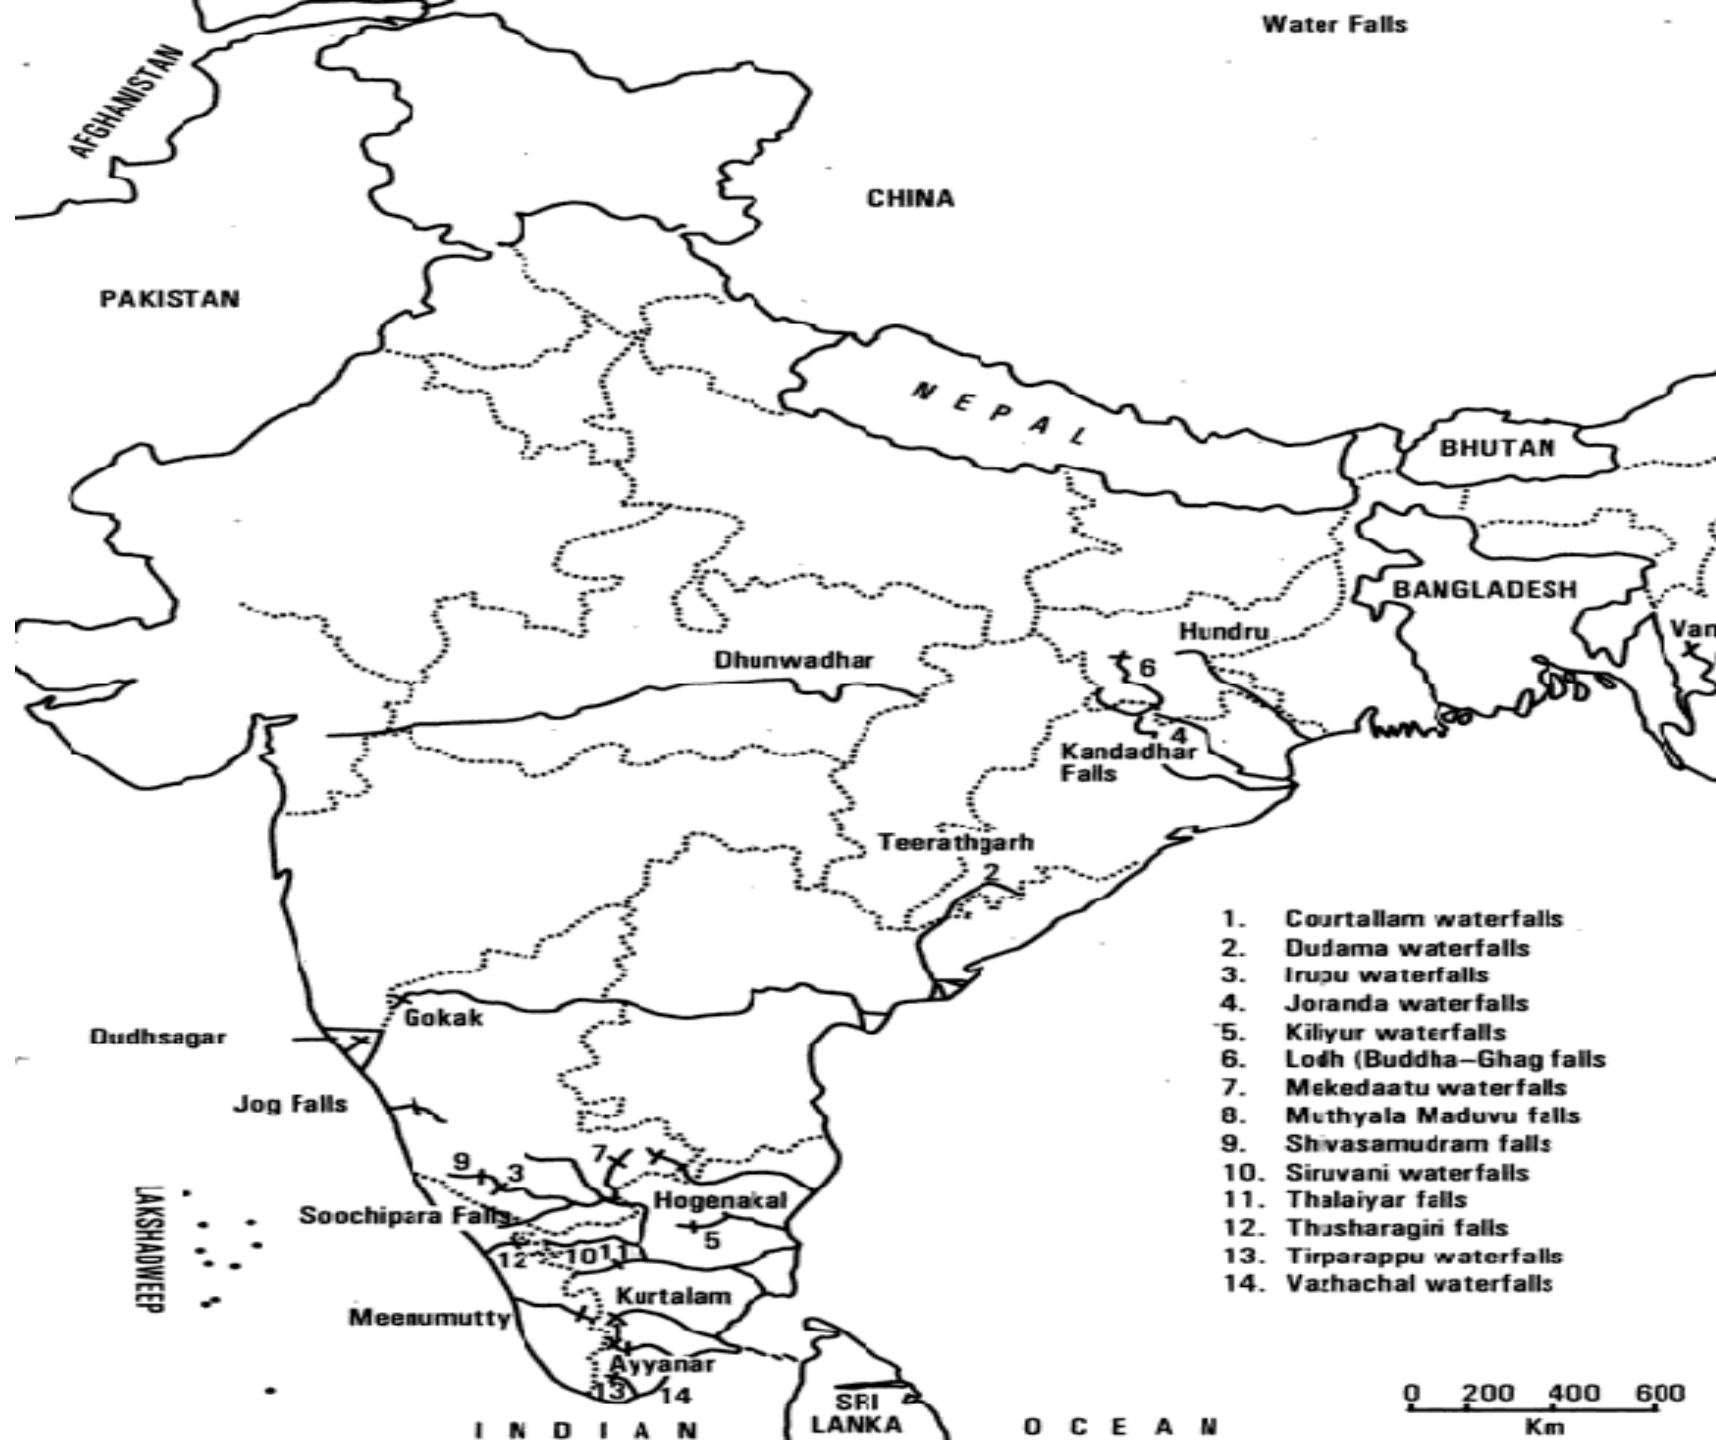 Water Falls
AFGHANISTAN
CHINA
PAKISTAN
NEPAL
BHUTAN
BANGLADESH
Hundru
Van
Dhunwadhar
6
4
Kandadhar
Falls
Teerathgarh
2
Gokak
Dudhsagar
Jog Falls
9
3
7
Hogenakal
Soochipara Falls
5
12
10
11
Kurtalam
Meenumutty
Ayyanar
13
14
LAKSHADWEEP
1. Courtallam waterfalls
2. Dudama waterfalls
3. Irupu waterfalls
4. Joranda waterfalls
5. Kiliyur waterfalls
6. Lodh (Buddha-Ghag falls
7. Mekedaatu waterfalls
8. Muthyala Maduvu falls
9. Shivasamudram falls
10. Siruvani waterfalls
11. Thalaiyar falls
12. Thusharagiri falls
13. Tirparappu waterfalls
14. Vazhachal waterfalls
0 200 400 600
Km
SRI
LANKA
INDIAN OCEAN